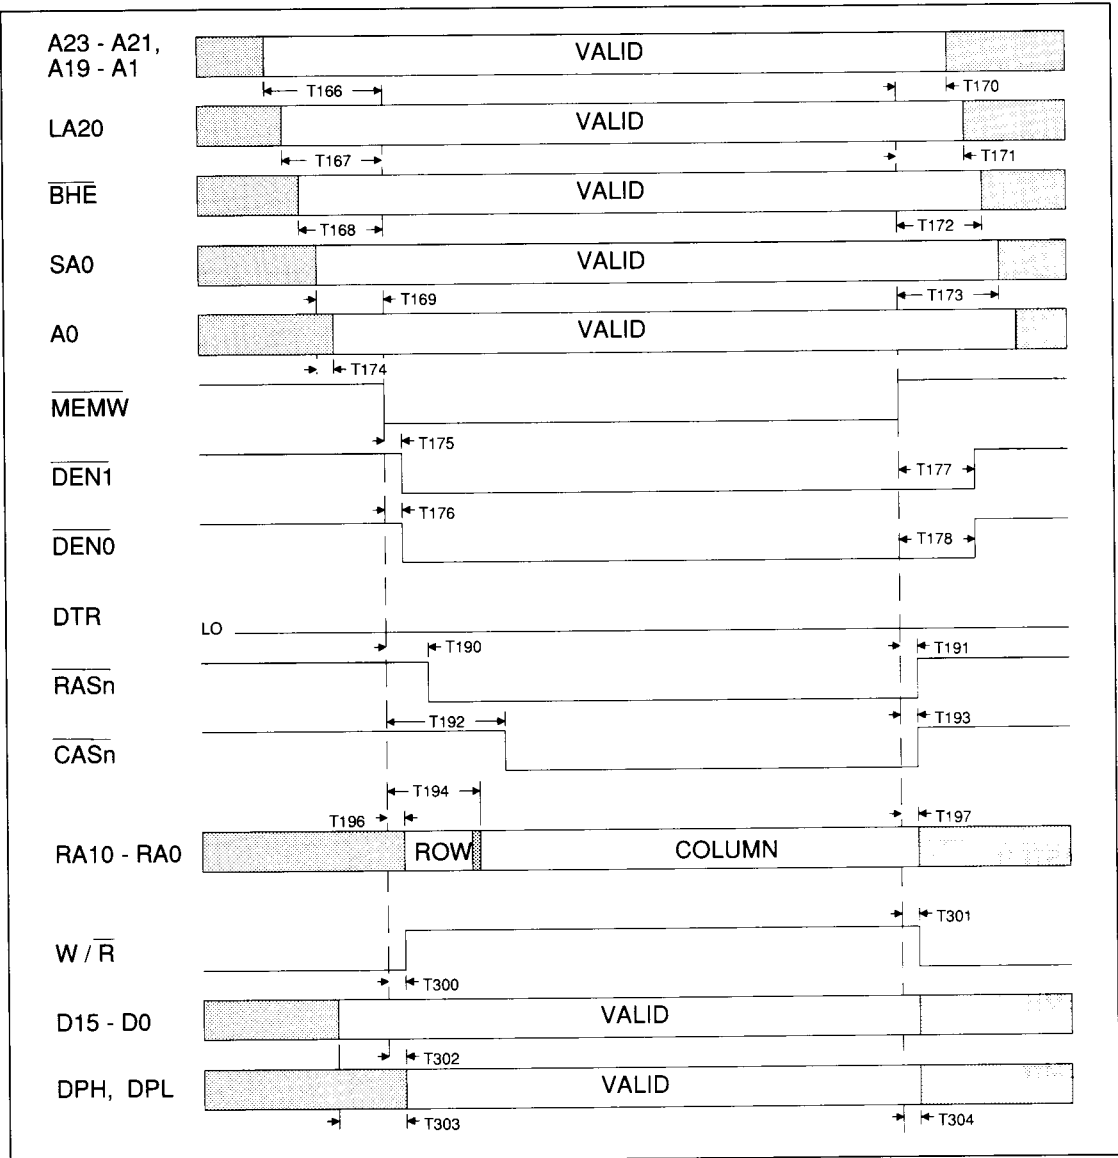 A23 - A21,
A19 - A1
VALID
T166
T170
LA20
VALID
T167
T171
BHE
VALID
T168
T172
SA0
VALID
T169
T173
A0
VALID
T174
MEMW
T175
DEN1
T177
T176
DEN0
T178
DTR
LO
T190
T191
RASn
T192
T193
CASn
T194
T196
T197
RA10 - RA0
ROW
COLUMN
T301
W / R
T300
D15 - D0
VALID
T302
DPH, DPL
VALID
T303
T304